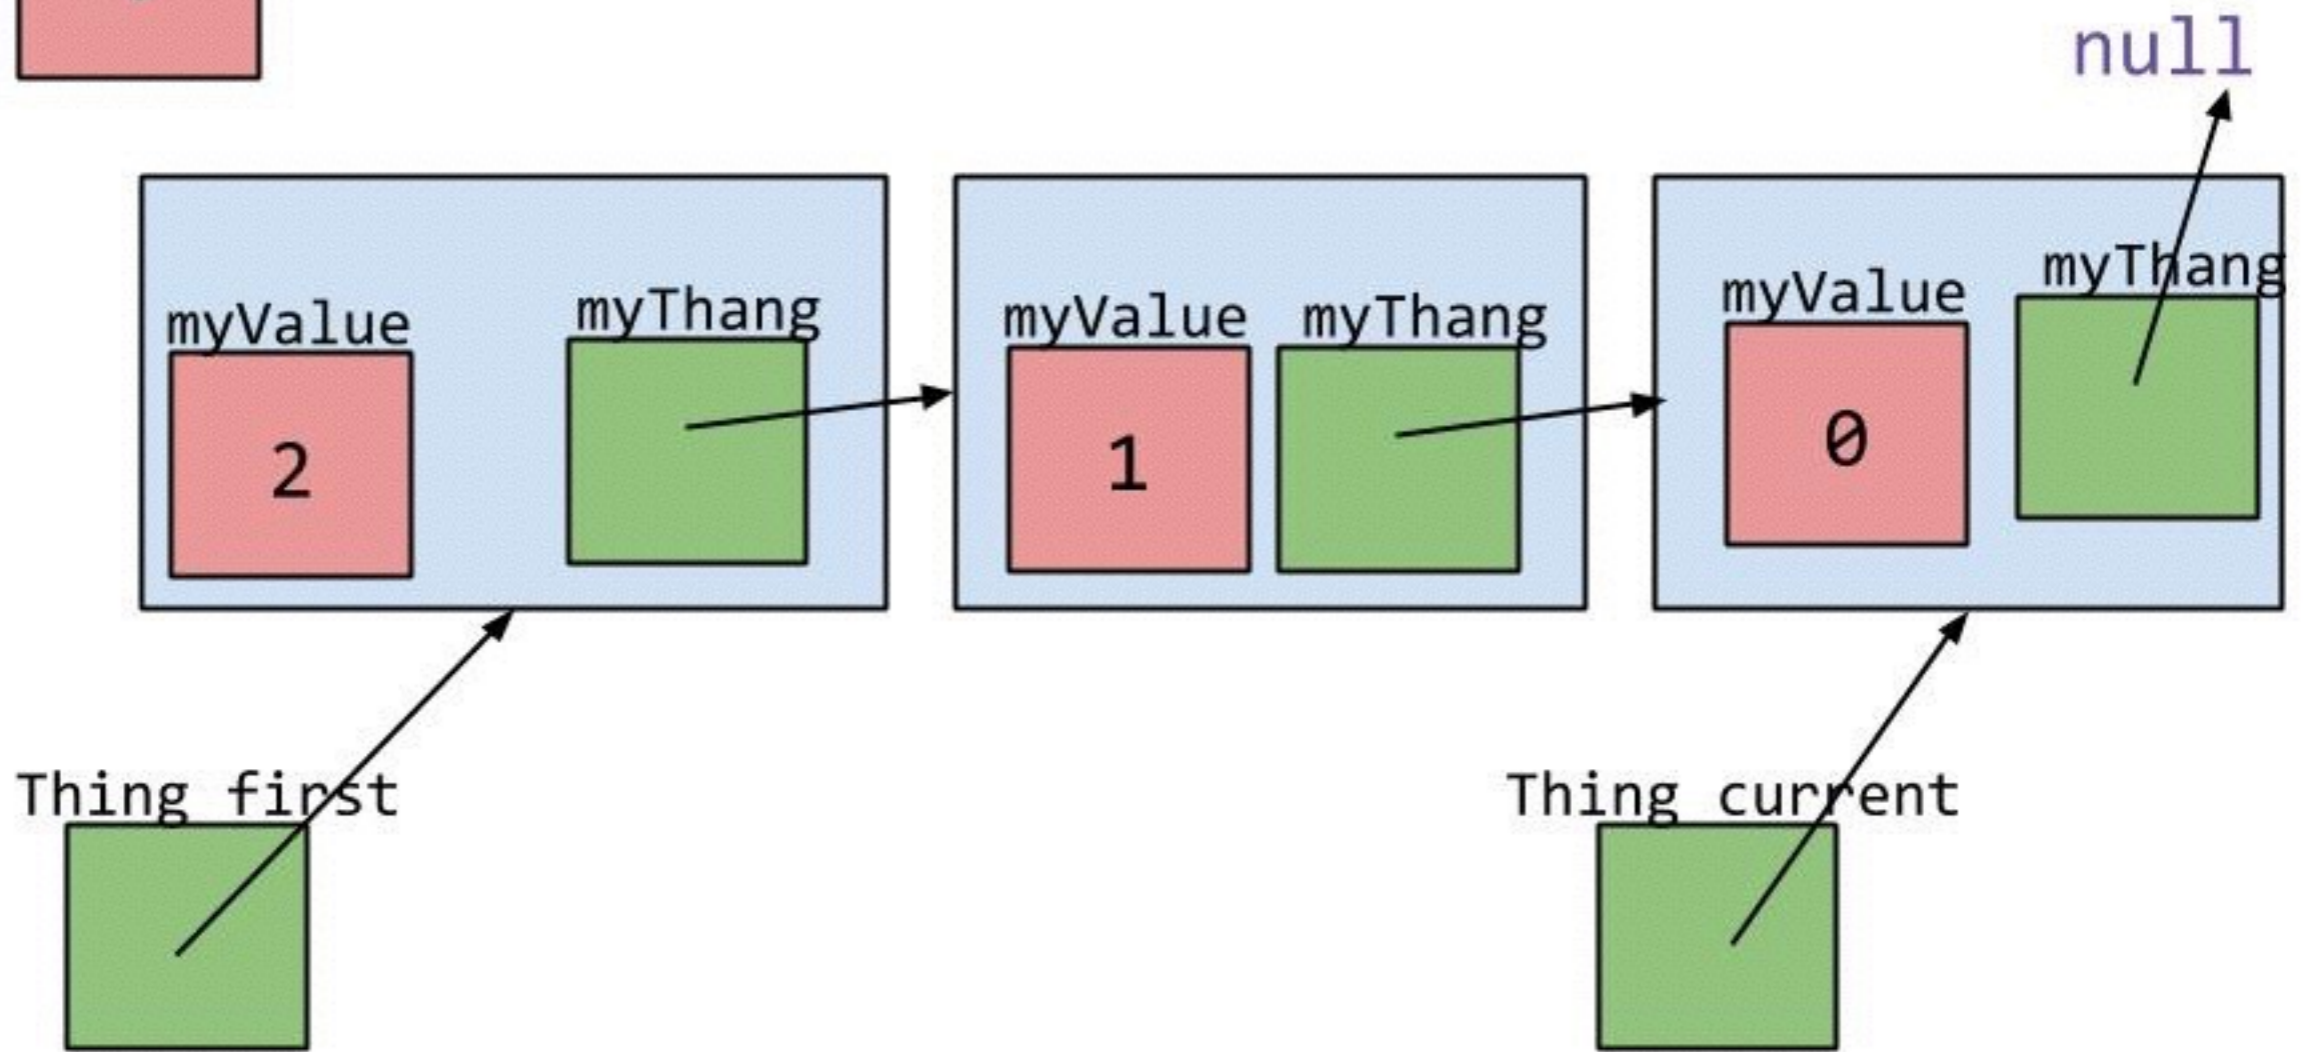 null
myValue myThang myValue myThang myValue myThang
2 1 0
Thing first Thing current